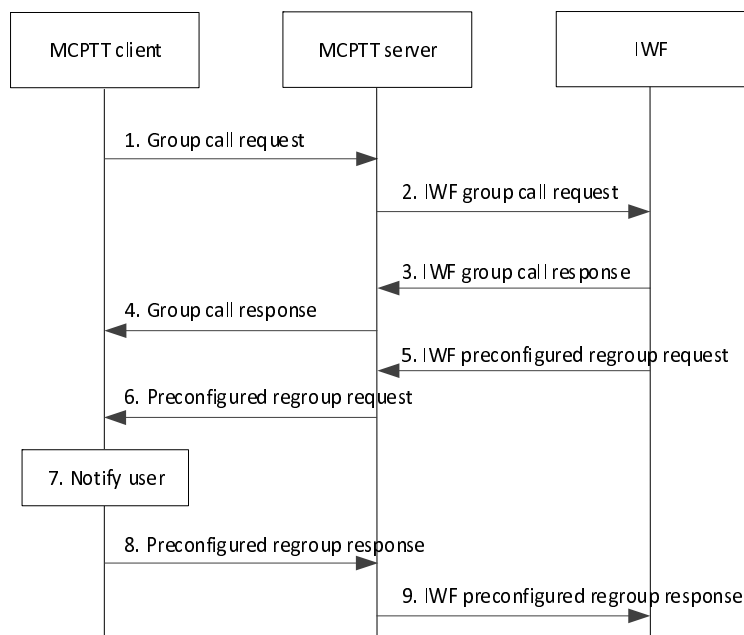 MCPTT client
MCPTT server
IWF
1. Group call request
2. IWF group call request
3. IWF group call response
4. Group call response
5. IWF preconfigured regroup request
6. Preconfigured regroup request
7. Notify user
8. Preconfigured regroup response
9. IWF preconfigured regroup response